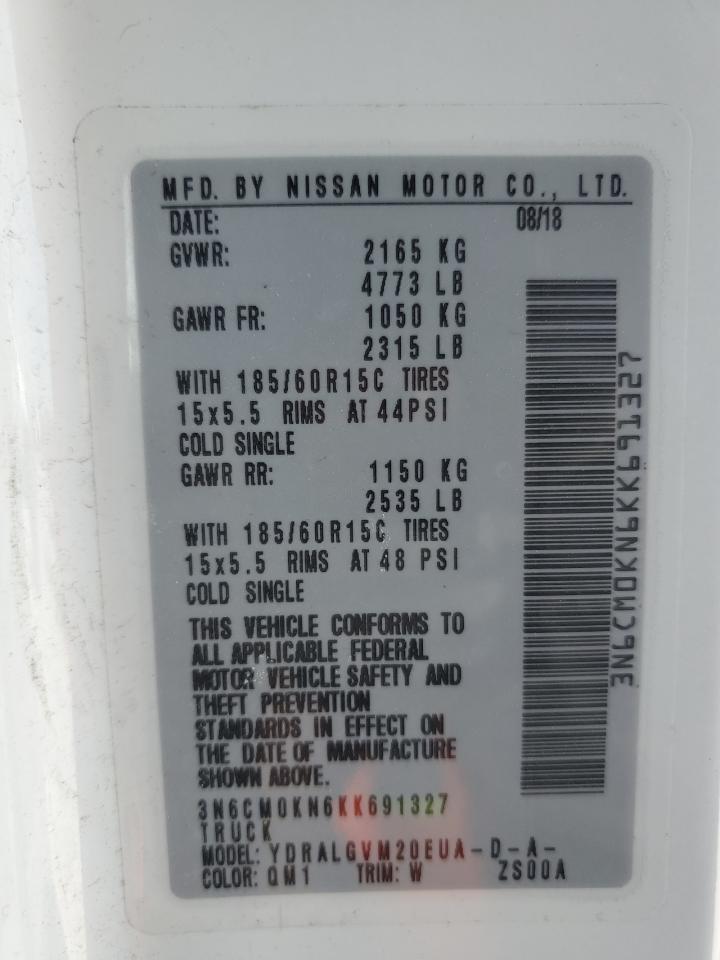 MFD. BY NISSAN MOTOR CO., LTD.
DATE: 08/18
GVWR: 2165 KG
4773 LB
GAWR FR: 1050 KG
2315 LB
WITH 185/60R15C TIRES
15x5.5 RIMS AT 44PSI
COLD SINGLE
GAWR RR: 1150 KG
2535 LB
WITH 185/60R15C TIRES
15x5.5 RIMS AT 48 PSI
COLD SINGLE
THIS VEHICLE CONFORMS TO
ALL APPLICABLE FEDERAL
MOTOR VEHICLE SAFETY AND
THEFT PREVENTION
STANDARDS IN EFFECT ON
THE DATE OF MANUFACTURE
SHOWN ABOVE.
3N6CM0KN6KK691327
TRUCK
MODEL: YDRALGVM20EUA-D-A-
COLOR: QM1 TRIM: W ZS00A
3N6CM0KN6KK691327